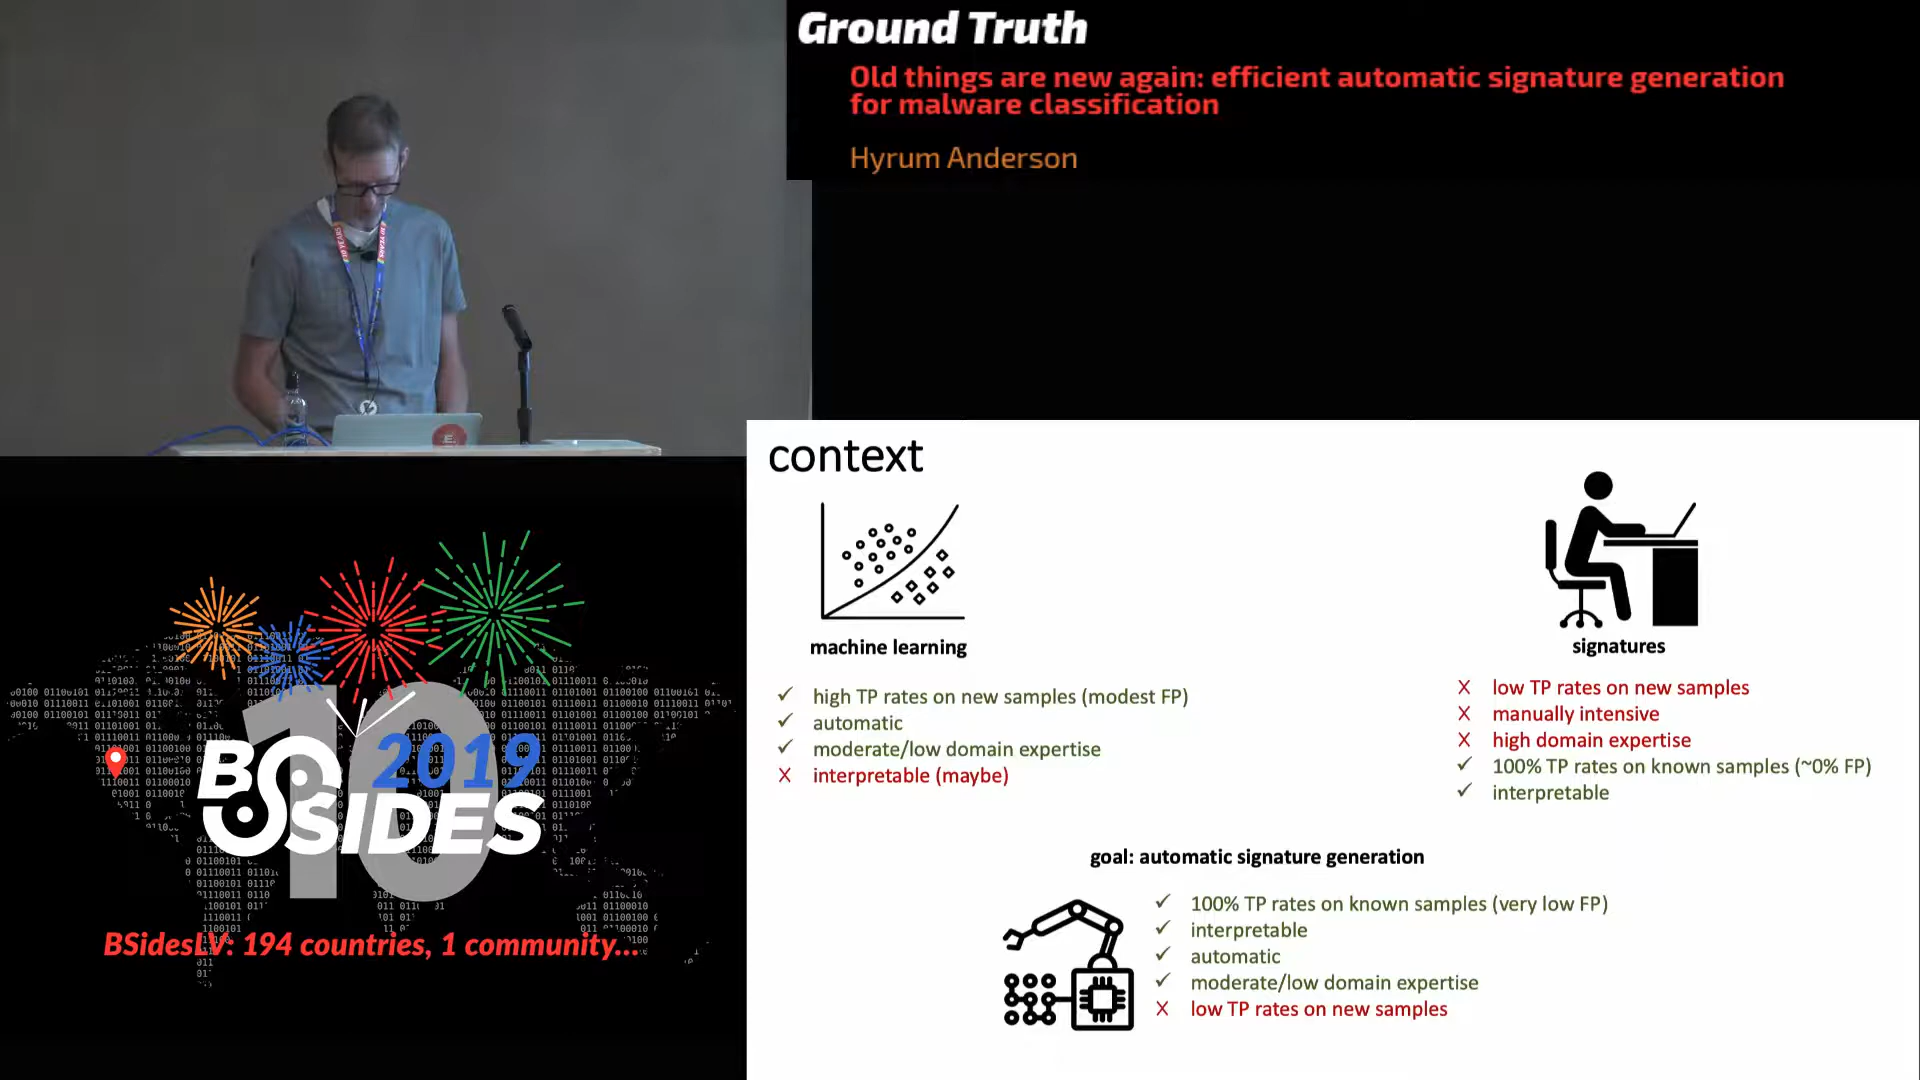 Ground Truth
Old things are new again: efficient automatic signature generation
for malware classification
Hyrum Anderson
context
machine learning
✓ high TP rates on new samples (modest FP)
✓ automatic
✓ moderate/low domain expertise
X interpretable (maybe)
signatures
X low TP rates on new samples
X manually intensive
X high domain expertise
✓ 100% TP rates on known samples (~0% FP)
✓ interpretable
goal: automatic signature generation
✓ 100% TP rates on known samples (very low FP)
✓ interpretable
✓ automatic
✓ moderate/low domain expertise
X low TP rates on new samples
10
2019
BSIDES
BSidesLV: 194 countries, 1 community...